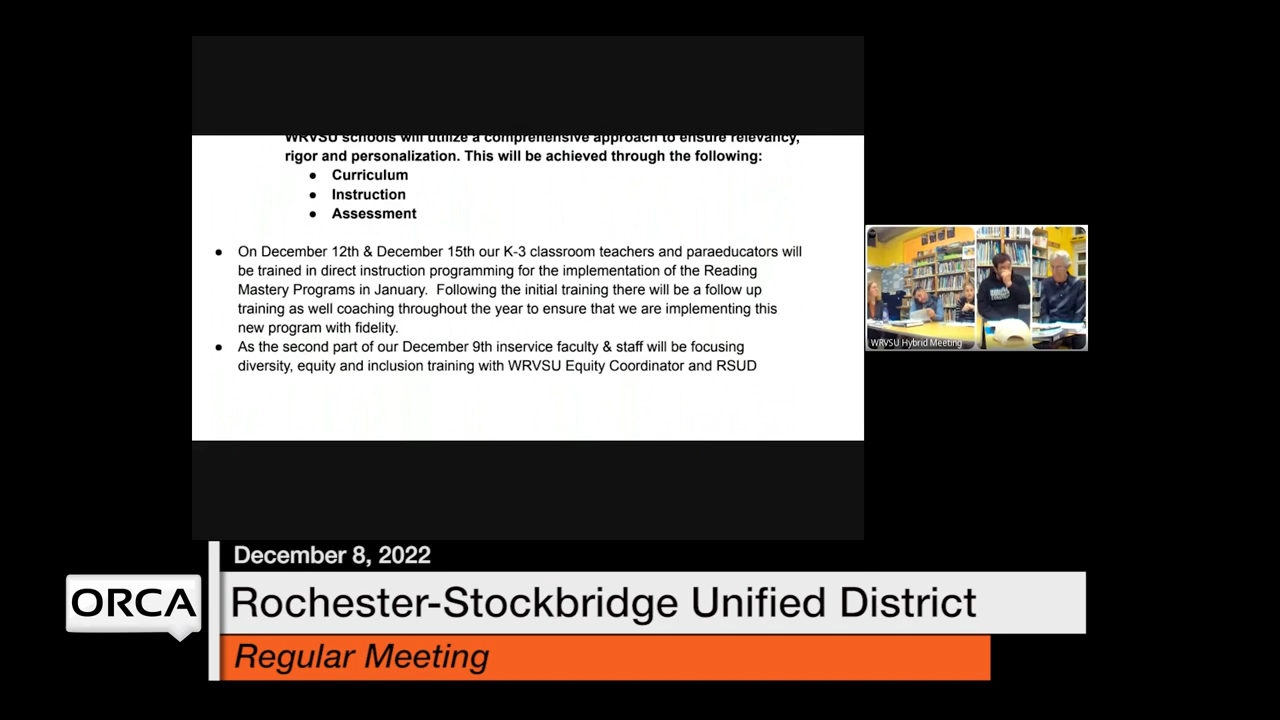 WRVSU schools will utilize a comprehensive approach to ensure relevancy,
rigor and personalization. This will be achieved through the following:
● Curriculum
● Instruction
● Assessment
● On December 12th & December 15th our K-3 classroom teachers and paraeducators will
be trained in direct instruction programming for the implementation of the Reading
Mastery Programs in January. Following the initial training there will be a follow up
training as well coaching throughout the year to ensure that we are implementing this
new program with fidelity.
● As the second part of our December 9th inservice faculty & staff will be focusing
diversity, equity and inclusion training with WRVSU Equity Coordinator and RSUD
WRVSU Hybrid Meeting
December 8, 2022
ORCA
Rochester-Stockbridge Unified District
Regular Meeting